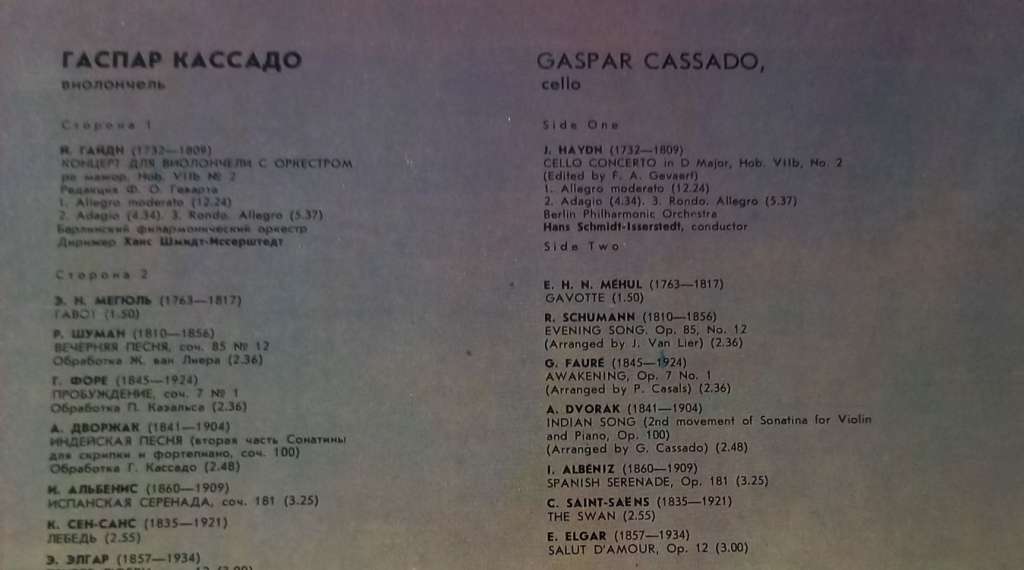 ГАСПАР КАССАДО
виолончель
Сторона 1
Й. ГАЙДН (1732—1809)
КОНЦЕРТ ДЛЯ ВИОЛОНЧЕЛИ С ОРКЕСТРОМ
ре мажор, Hob. VIIb № 2
Редакция Ф. О. Геварта
1. Allegro moderato (12.24)
2. Adagio (4.34). 3. Rondo. Allegro (5.37)
Берлинский филармонический оркестр
Дирижер Ханс Шмидт-Иссерштедт
Сторона 2
Э. Н. МЕГЮЛЬ (1763—1817)
ГАВОТ (1.50)
Р. ШУМАН (1810—1856)
ВЕЧЕРНЯЯ ПЕСНЯ, соч. 85 № 12
Обработка Ж. ван Лиера (2.36)
Г. ФОРЕ (1845—1924)
ПРОБУЖДЕНИЕ, соч. 7 № 1
Обработка П. Казальса (2.36)
А. ДВОРЖАК (1841—1904)
ИНДЕЙСКАЯ ПЕСНЯ (вторая часть Сонатины
для скрипки и фортепиано, соч. 100)
Обработка Г. Кассадо (2.48)
И. АЛЬБЕНИС (1860—1909)
ИСПАНСКАЯ СЕРЕНАДА, соч. 181 (3.25)
К. СЕН-САНС (1835—1921)
ЛЕБЕДЬ (2.55)
Э. ЭЛГАР (1857—1934)
GASPAR CASSADO,
cello
Side One
J. HAYDN (1732—1809)
CELLO CONCERTO in D Major, Hob. VIIb, No. 2
(Edited by F. A. Gevaert)
1. Allegro moderato (12.24)
2. Adagio (4.34). 3. Rondo. Allegro (5.37)
Berlin Philharmonic Orchestra
Hans Schmidt-Isserstedt, conductor
Side Two
E. H. N. MÉHUL (1763—1817)
GAVOTTE (1.50)
R. SCHUMANN (1810—1856)
EVENING SONG, Op. 85, No. 12
(Arranged by J. Van Lier) (2.36)
G. FAURÉ (1845—1924)
AWAKENING, Op. 7 No. 1
(Arranged by P. Casals) (2.36)
A. DVORAK (1841—1904)
INDIAN SONG (2nd movement of Sonatina for Violin
and Piano, Op. 100)
(Arranged by G. Cassado) (2.48)
I. ALBÉNIZ (1860—1909)
SPANISH SERENADE, Op. 181 (3.25)
C. SAINT-SAËNS (1835—1921)
THE SWAN (2.55)
E. ELGAR (1857—1934)
SALUT D'AMOUR, Op. 12 (3.00)